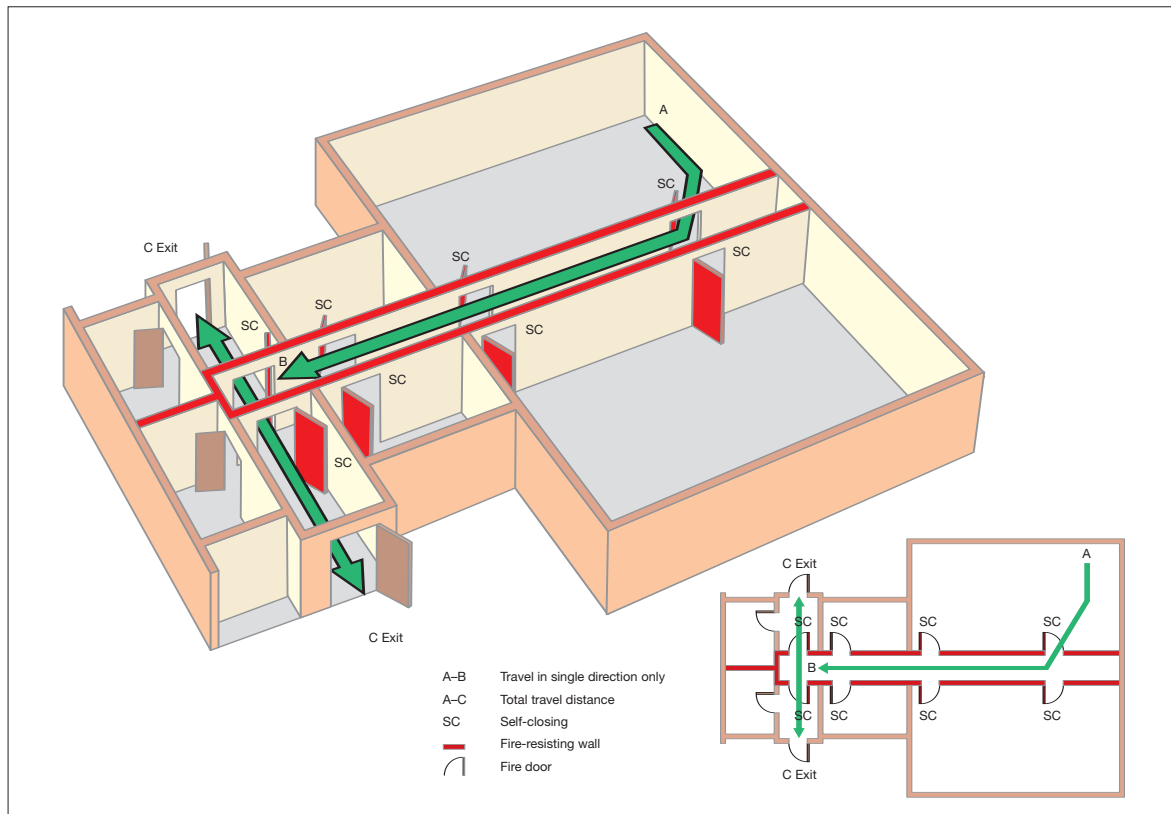 A
SC
C Exit
SC
SC
SC
SC
SC
B
SC
SC
C Exit
A–B Travel in single direction only
A–C Total travel distance
SC Self-closing
Fire-resisting wall
Fire door
C Exit
A
SC
SC
SC
SC
B
SC
SC
SC
SC
C Exit